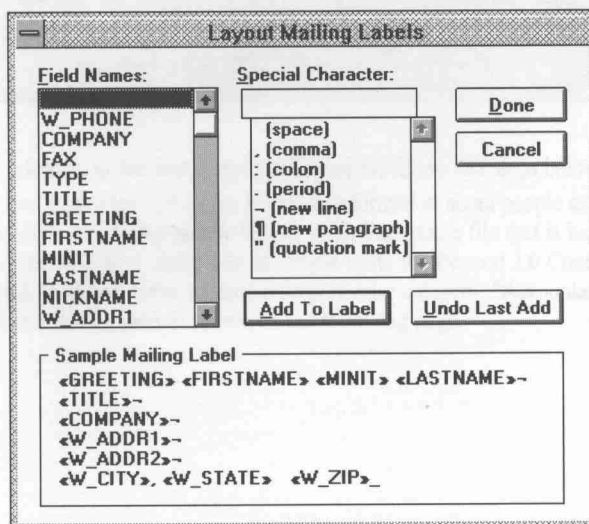 Layout Mailing Labels
Field Names:
W_PHONE
COMPANY
FAX
TYPE
TITLE
GREETING
FIRSTNAME
MINIT
LASTNAME
NICKNAME
W_ADDR1
Special Character:
(space)
, (comma)
: (colon)
. (period)
¬ (new line)
¶ (new paragraph)
" (quotation mark)
Done
Cancel
Add To Label
Undo Last Add
Sample Mailing Label
«GREETING» «FIRSTNAME» «MINIT» «LASTNAME»¬
«TITLE»¬
«COMPANY»¬
«W_ADDR1»¬
«W_ADDR2»¬
«W_CITY», «W_STATE»   «W_ZIP»_